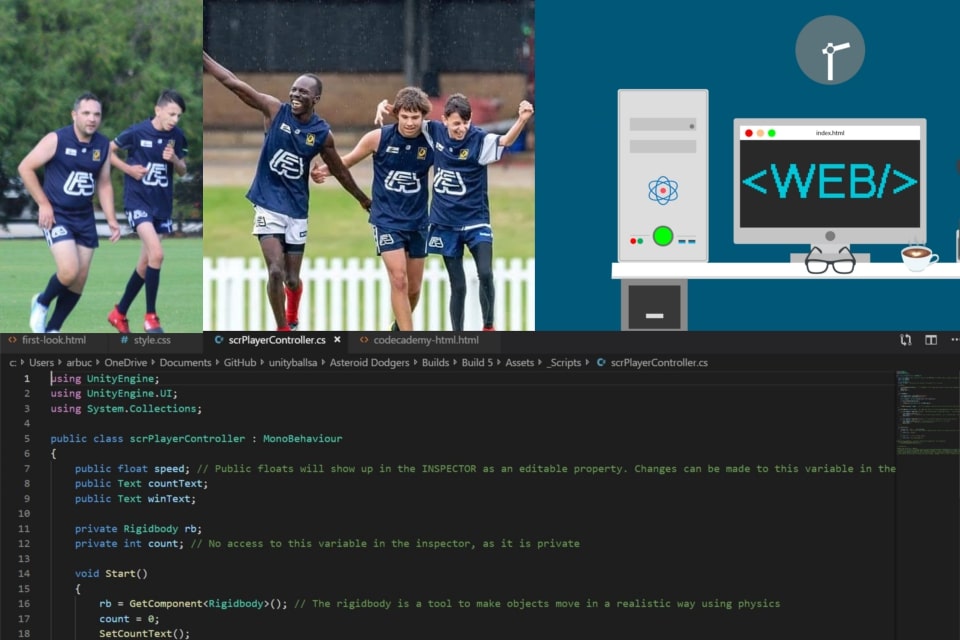 index.html
<WEB/>
first-look.html
# style.css
scrPlayerController.cs ×
<> codecademy-html.html
c: > Users > arbuc > OneDrive > Documents > GitHub > unityballsa > Asteroid Dodgers > Builds > Build 5 > Assets > _Scripts > scrPlayerController.cs
1 using UnityEngine;
2 using UnityEngine.UI;
3 using System.Collections;
4
5 public class scrPlayerController : MonoBehaviour
6 {
7 public float speed; // Public floats will show up in the INSPECTOR as an editable property. Changes can be made to this variable in the
8 public Text countText;
9 public Text winText;
10
11 private Rigidbody rb;
12 private int count; // No access to this variable in the inspector, as it is private
13
14 void Start()
15 {
16 rb = GetComponent<Rigidbody>(); // The rigidbody is a tool to make objects move in a realistic way using physics
17 count = 0;
18 SetCountText();